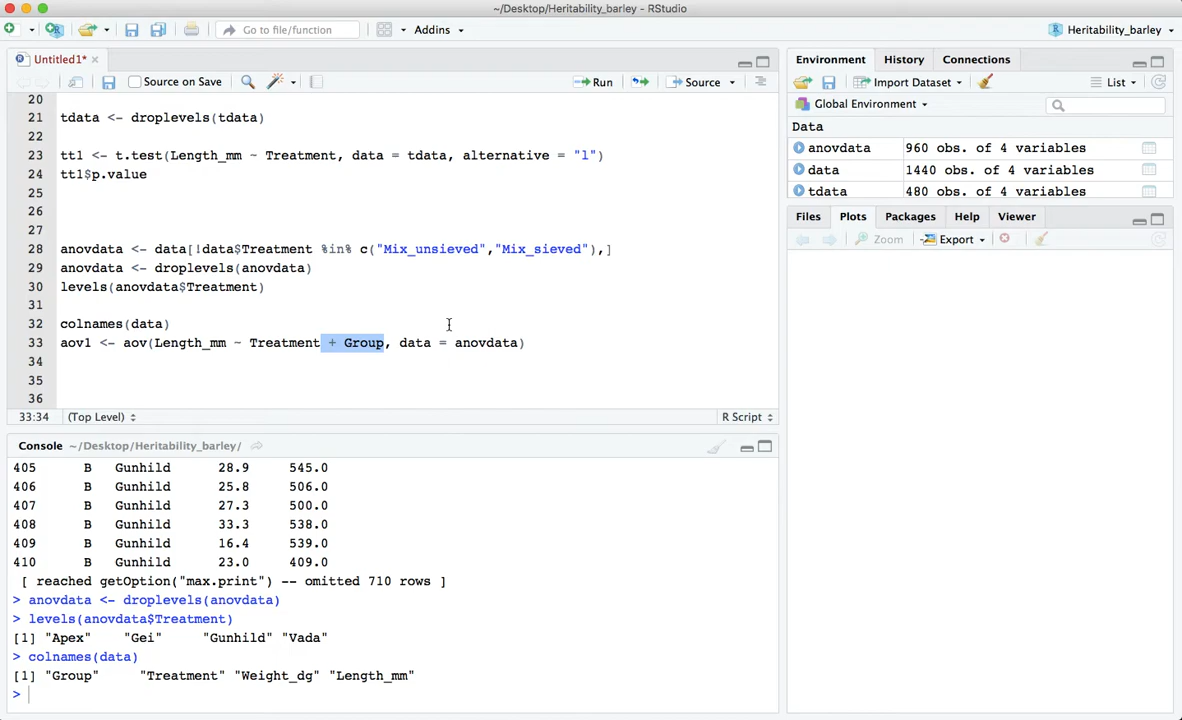 ~/Desktop/Heritability_barley - RStudio
Go to file/function
Addins
Heritability_barley
Untitled1*
Source on Save
Run
Source
20
21 tdata <- droplevels(tdata)
22
23 tt1 <- t.test(Length_mm ~ Treatment, data = tdata, alternative = "l")
24 tt1$p.value
25
26
27
28 anovdata <- data[!data$Treatment %in% c("Mix_unsieved","Mix_sieved"),]
29 anovdata <- droplevels(anovdata)
30 levels(anovdata$Treatment)
31
32 colnames(data)
33 aov1 <- aov(Length_mm ~ Treatment + Group, data = anovdata)
34
35
36
33:34 (Top Level) R Script
Console ~/Desktop/Heritability_barley/
405 B Gunhild 28.9 545.0
406 B Gunhild 25.8 506.0
407 B Gunhild 27.3 500.0
408 B Gunhild 33.3 538.0
409 B Gunhild 16.4 539.0
410 B Gunhild 23.0 409.0
[ reached getOption("max.print") -- omitted 710 rows ]
> anovdata <- droplevels(anovdata)
> levels(anovdata$Treatment)
[1] "Apex" "Gei" "Gunhild" "Vada"
> colnames(data)
[1] "Group" "Treatment" "Weight_dg" "Length_mm"
>
Environment History Connections
Import Dataset List
Global Environment
Data
anovdata 960 obs. of 4 variables
data 1440 obs. of 4 variables
tdata 480 obs. of 4 variables
Files Plots Packages Help Viewer
Zoom Export